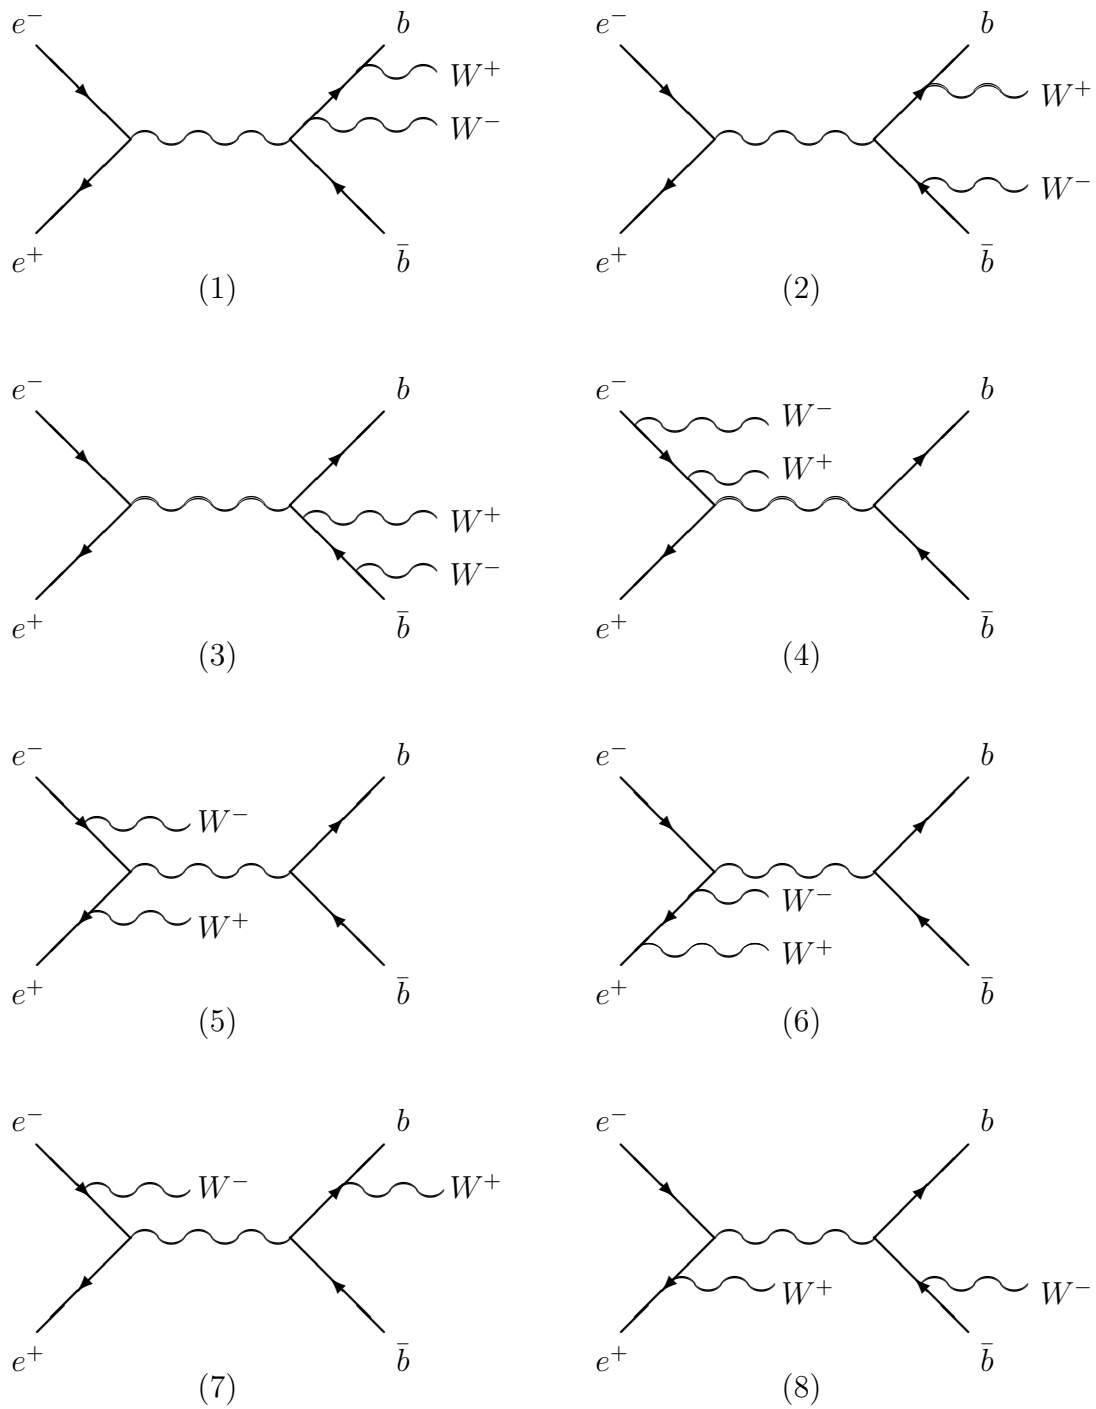 e⁻ b e⁻ b
W⁺ W⁺
W⁻ W⁻
e⁺ b̄ e⁺ b̄
(1) (2)
e⁻ b e⁻ W⁻ b
W⁺
W⁺
W⁻
e⁺ b̄ e⁺ b̄
(3) (4)
e⁻ b e⁻ b
W⁻
W⁻
W⁺ W⁺
e⁺ b̄ e⁺ b̄
(5) (6)
e⁻ b e⁻ b
W⁻ W⁺
W⁺ W⁻
e⁺ b̄ e⁺ b̄
(7) (8)